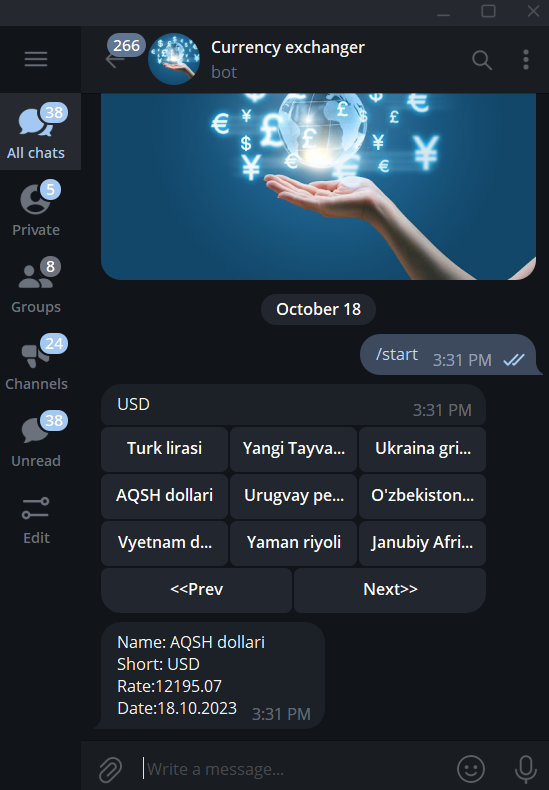 266
Currency exchanger
bot
38
All chats
5
Private
8
Groups
24
Channels
38
Unread
Edit
October 18
/start 3:31 PM
USD 3:31 PM
Turk lirasi Yangi Tayva... Ukraina gri...
AQSH dollari Urugvay pe... O'zbekiston...
Vyetnam d... Yaman riyoli Janubiy Afri...
<<Prev Next>>
Name: AQSH dollari
Short: USD
Rate:12195.07
Date:18.10.2023 3:31 PM
Write a message...